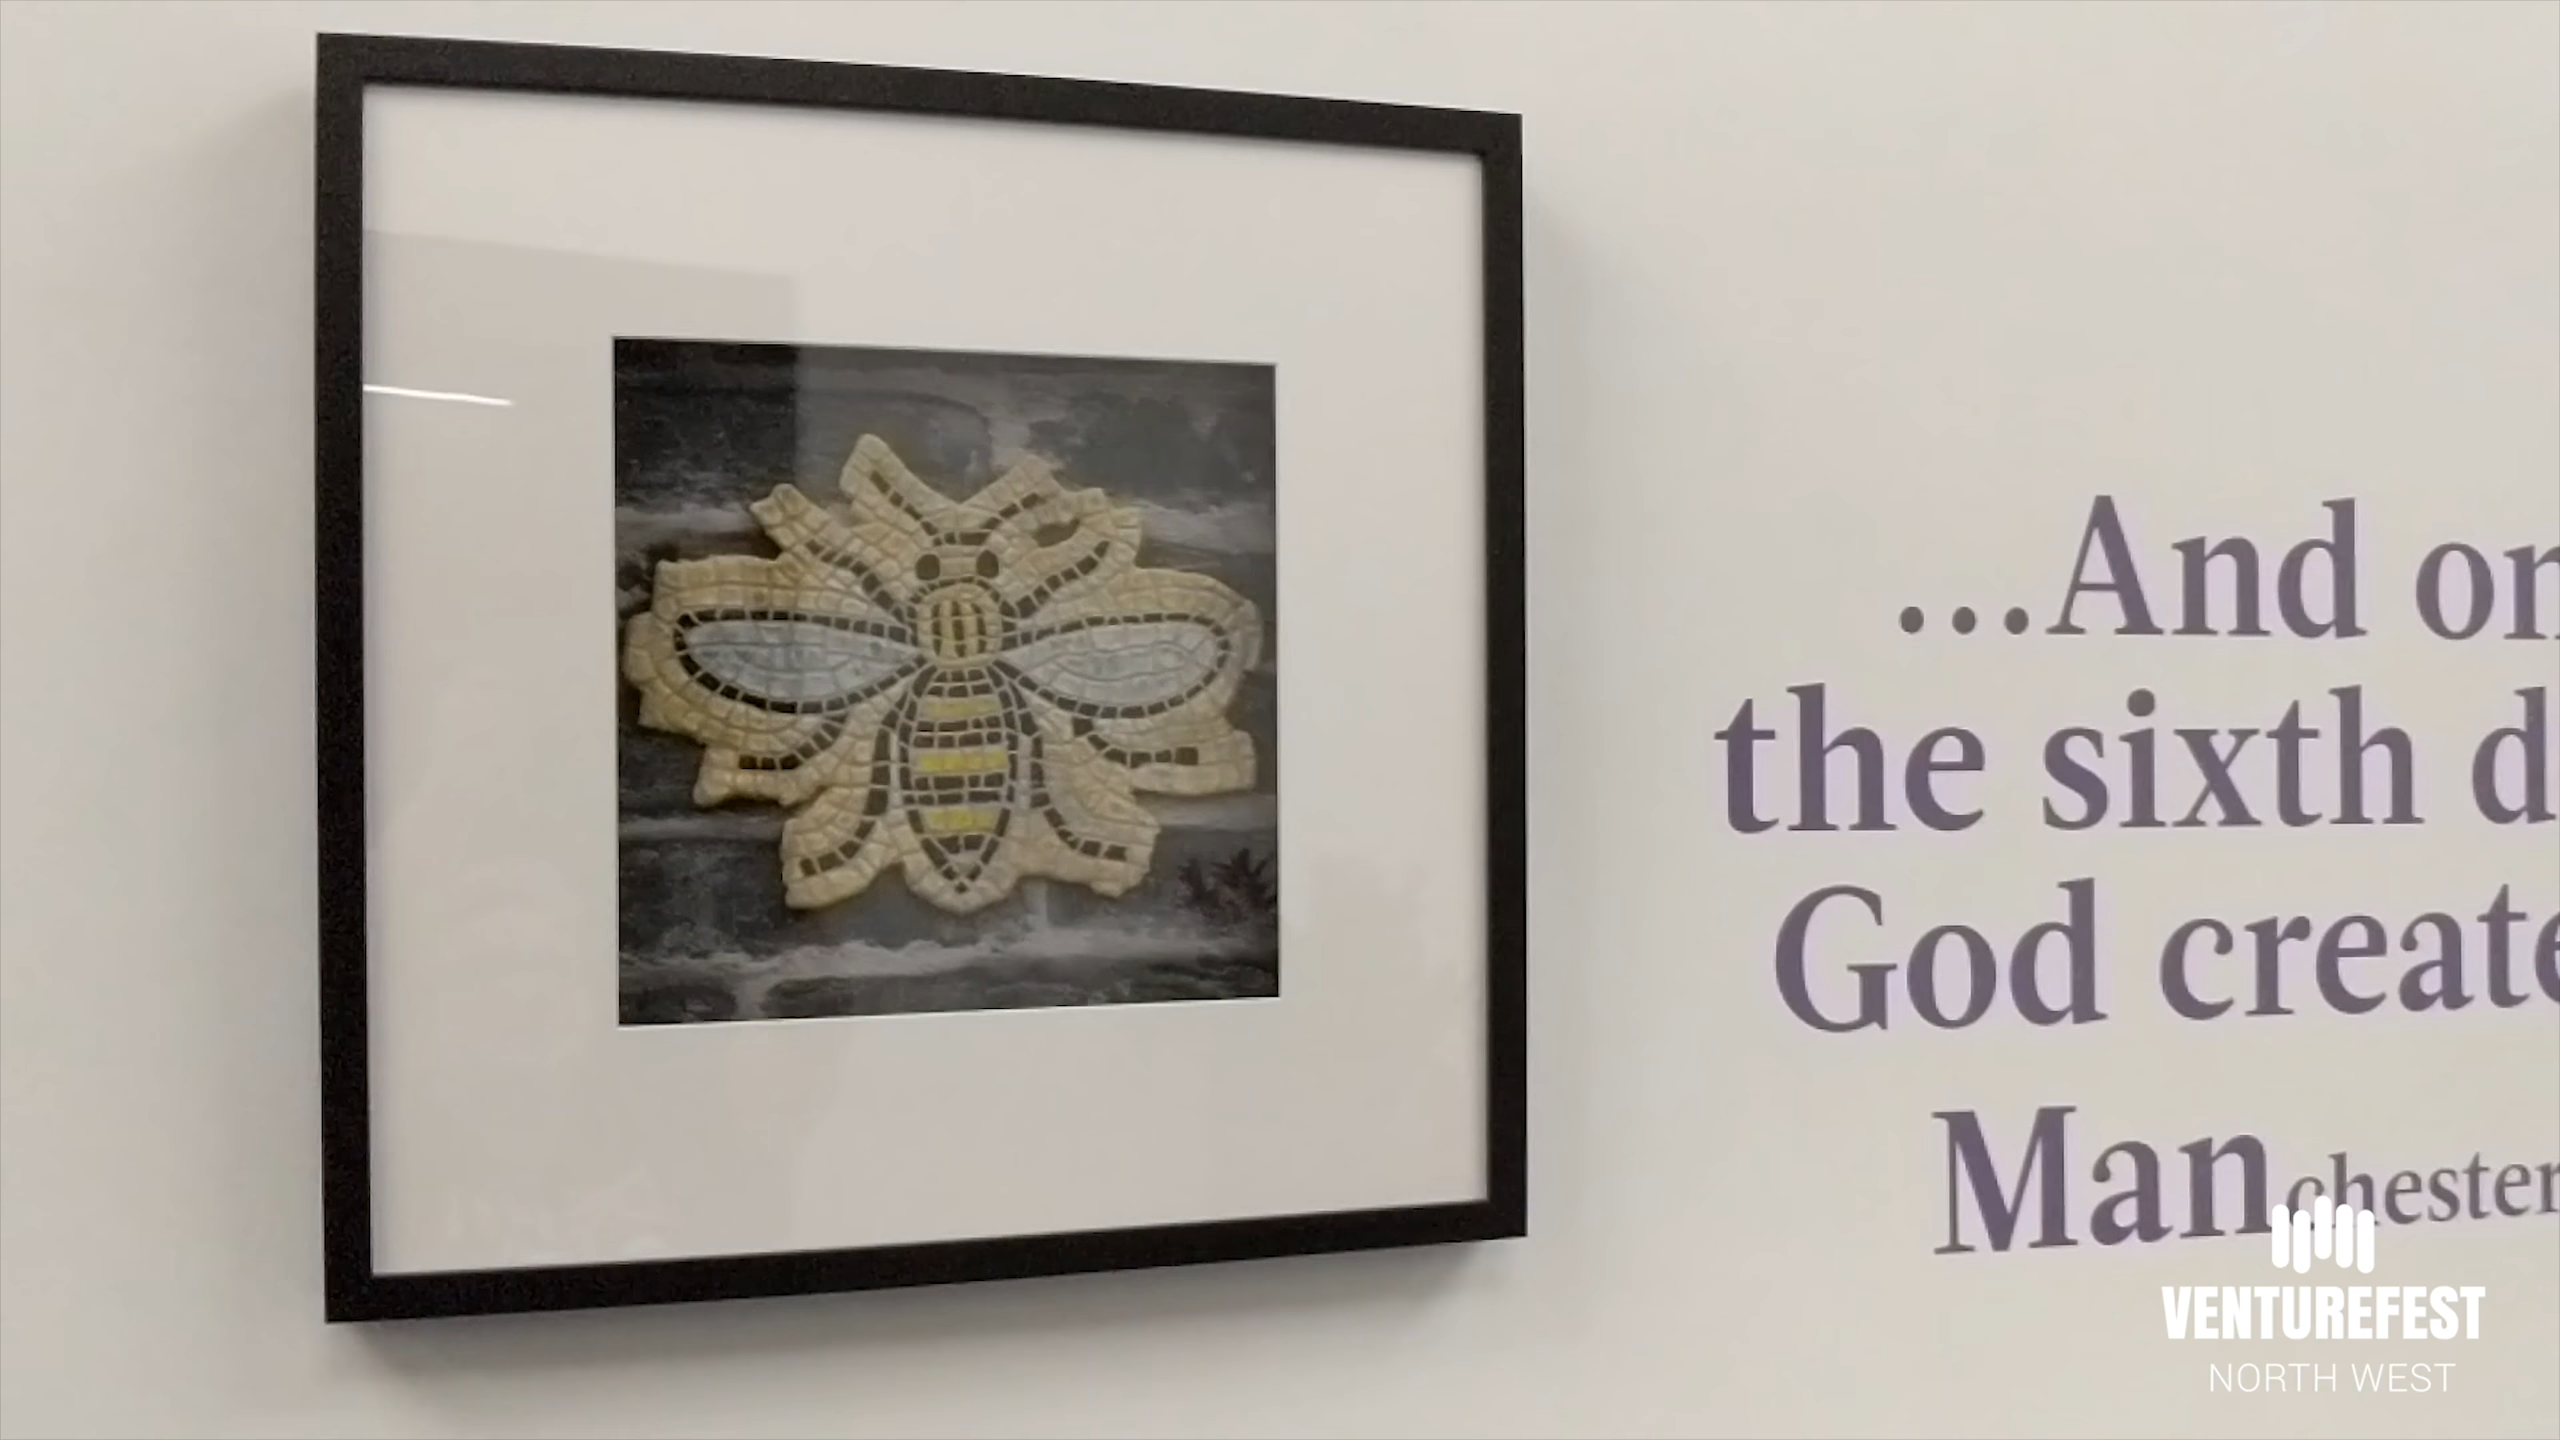 ...And on
the sixth d
God create
Manchester
VENTUREFEST
NORTH WEST